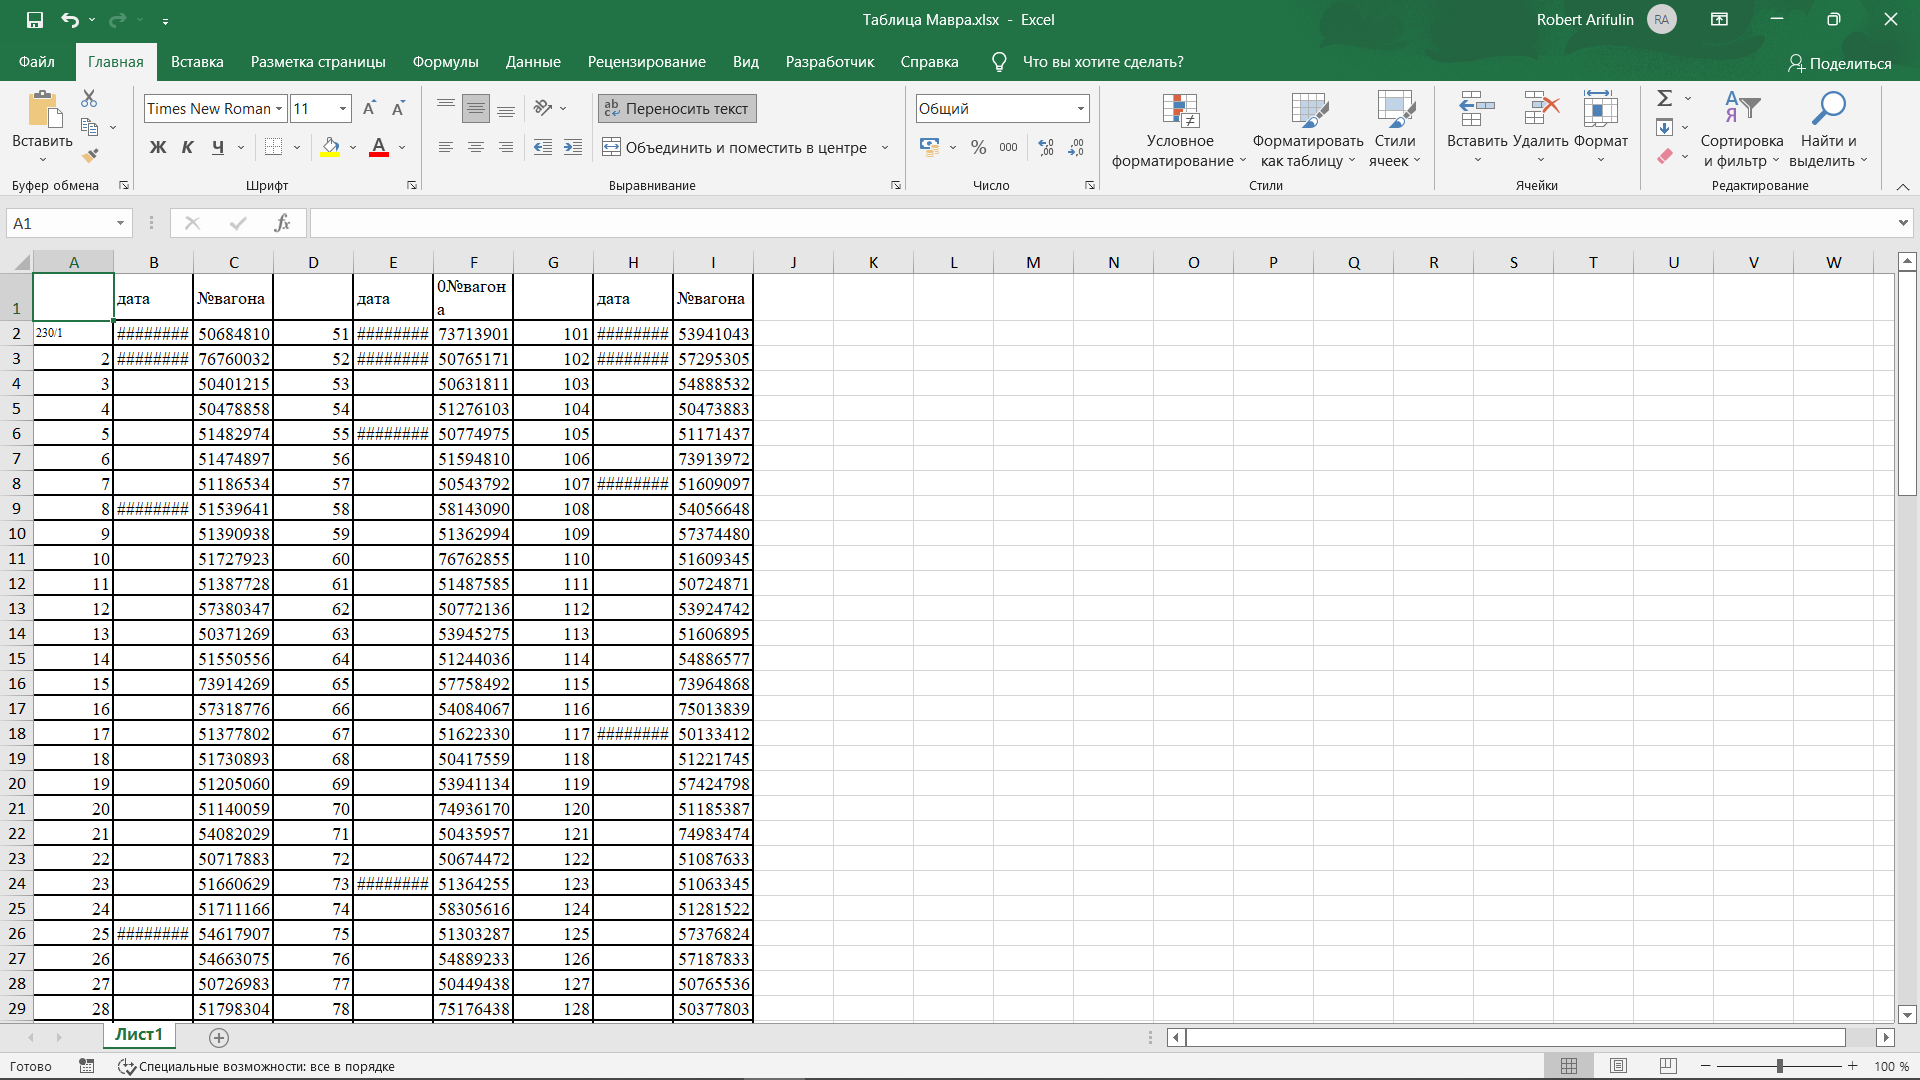 Таблица Мавра.xlsx - Excel
Robert Arifulin
RA
Файл Главная Вставка Разметка страницы Формулы Данные Рецензирование Вид Разработчик Справка Что вы хотите сделать? Поделиться
Вставить
Буфер обмена
Times New Roman 11
Ж К Ч А
Шрифт
Переносить текст
Объединить и поместить в центре
Выравнивание
Общий
% 000
Число
Условное форматирование
Форматировать как таблицу
Стили ячеек
Стили
Вставить Удалить Формат
Ячейки
Сортировка и фильтр
Найти и выделить
Редактирование
A1
fx
A B C D E F G H I J K L M N O P Q R S T U V W
1 дата №вагона дата 0№вагон
а дата №вагона
2 230/1 ######## 50684810 51 ######## 73713901 101 ######## 53941043
3 2 ######## 76760032 52 ######## 50765171 102 ######## 57295305
4 3 50401215 53 50631811 103 54888532
5 4 50478858 54 51276103 104 50473883
6 5 51482974 55 ######## 50774975 105 51171437
7 6 51474897 56 51594810 106 73913972
8 7 51186534 57 50543792 107 ######## 51609097
9 8 ######## 51539641 58 58143090 108 54056648
10 9 51390938 59 51362994 109 57374480
11 10 51727923 60 76762855 110 51609345
12 11 51387728 61 51487585 111 50724871
13 12 57380347 62 50772136 112 53924742
14 13 50371269 63 53945275 113 51606895
15 14 51550556 64 51244036 114 54886577
16 15 73914269 65 57758492 115 73964868
17 16 57318776 66 54084067 116 75013839
18 17 51377802 67 51622330 117 ######## 50133412
19 18 51730893 68 50417559 118 51221745
20 19 51205060 69 53941134 119 57424798
21 20 51140059 70 74936170 120 51185387
22 21 54082029 71 50435957 121 74983474
23 22 50717883 72 50674472 122 51087633
24 23 51660629 73 ######## 51364255 123 51063345
25 24 51711166 74 58305616 124 51281522
26 25 ######## 54617907 75 51303287 125 57376824
27 26 54663075 76 54889233 126 57187833
28 27 50726983 77 50449438 127 50765536
29 28 51798304 78 75176438 128 50377803
Лист1
Готово
Специальные возможности: все в порядке
100 %